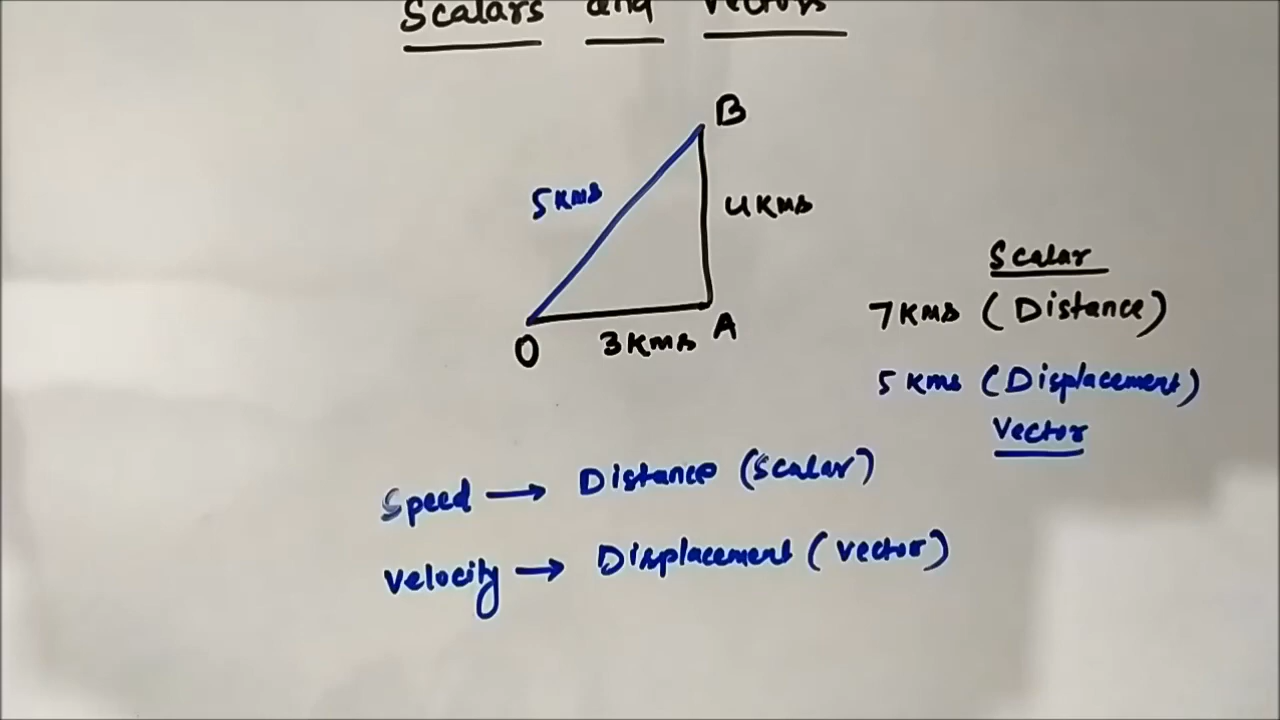 Scalars and Vectors
B
5 kms
4 kms
O
3 kms
A
Scalar
7 kms (Distance)
5 kms (Displacement)
Vector
Speed → Distance (scalar)
Velocity → Displacement (vector)